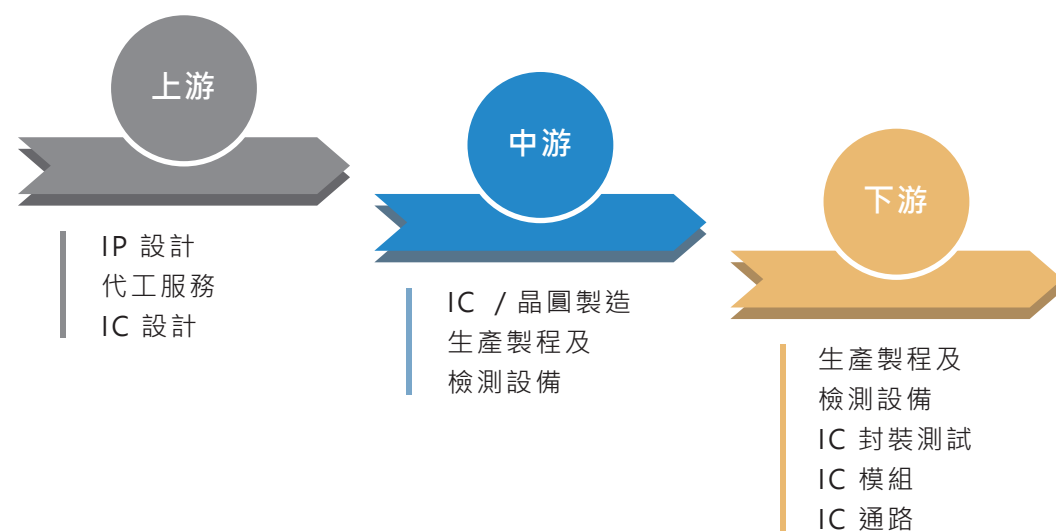 上游
IP 設計
代工服務
IC 設計
中游
IC / 晶圓製造
生產製程及
檢測設備
下游
生產製程及
檢測設備
IC 封裝測試
IC 模組
IC 通路